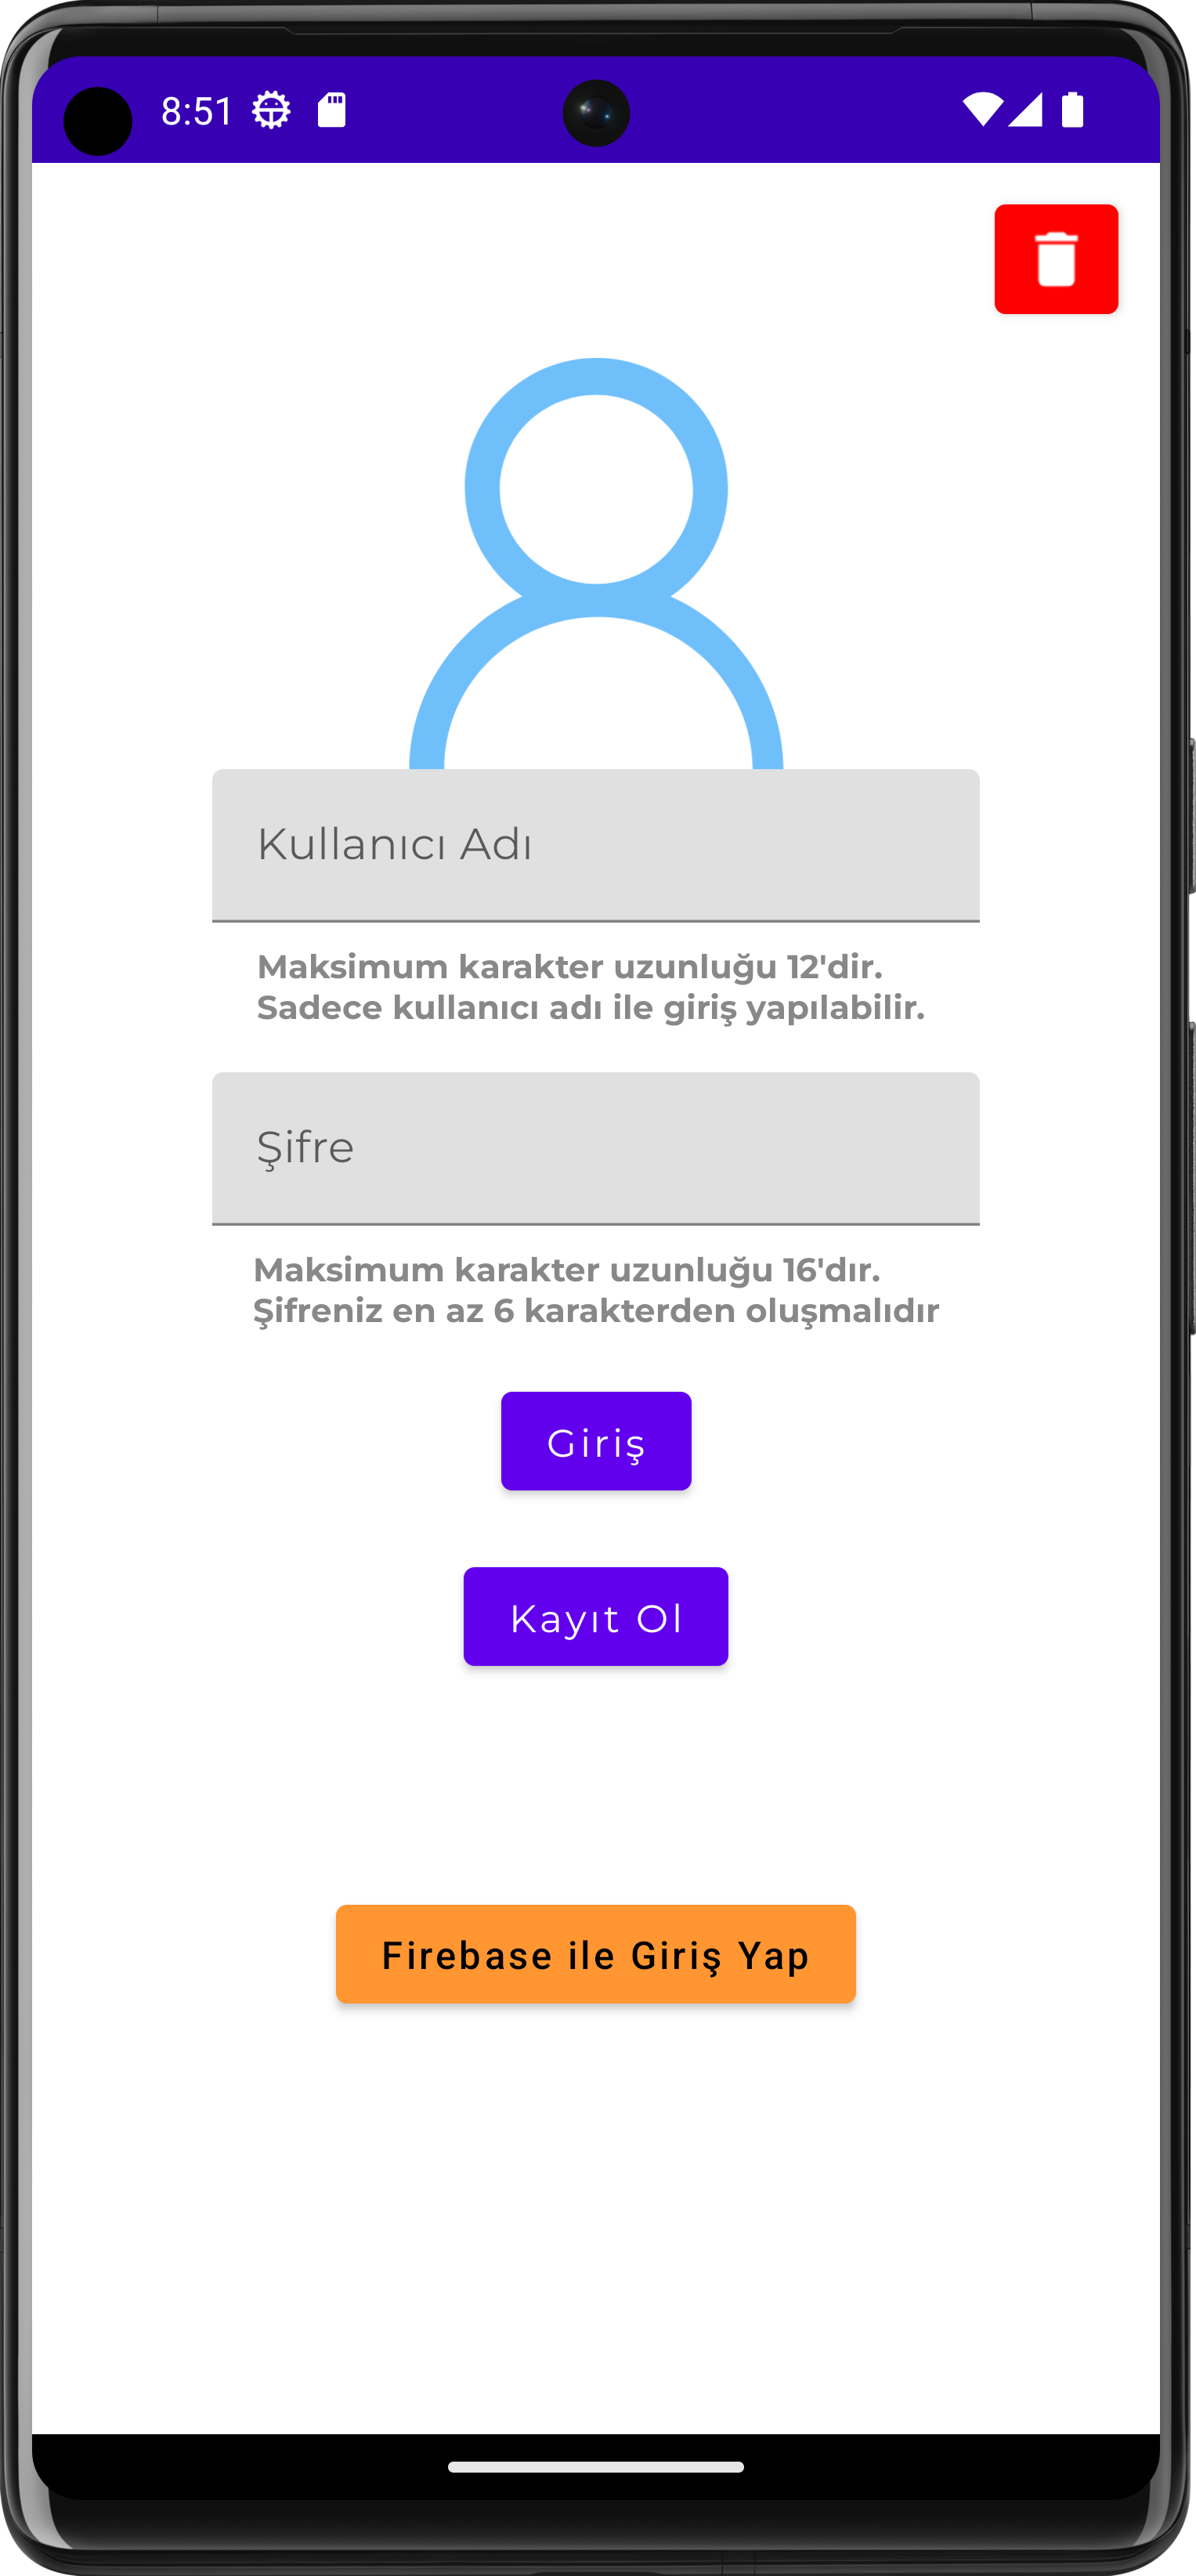 8:51
Kullanıcı Adı
Maksimum karakter uzunluğu 12'dir.
Sadece kullanıcı adı ile giriş yapılabilir.
Şifre
Maksimum karakter uzunluğu 16'dır.
Şifreniz en az 6 karakterden oluşmalıdır
Giriş
Kayıt Ol
Firebase ile Giriş Yap